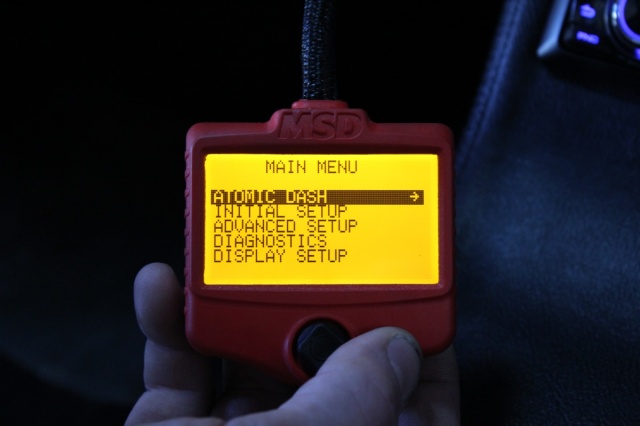 MSD
MAIN MENU
ATOMIC DASH →
INITIAL SETUP
ADVANCED SETUP
DIAGNOSTICS
DISPLAY SETUP